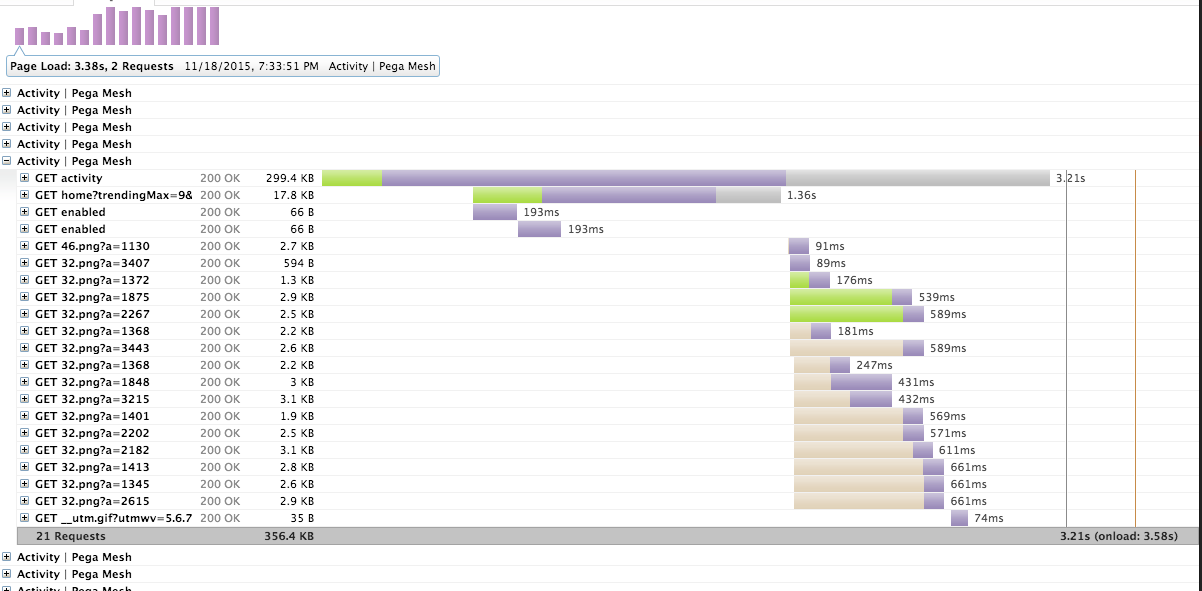 Page Load: 3.38s, 2 Requests 11/18/2015, 7:33:51 PM Activity | Pega Mesh
Activity | Pega Mesh
Activity | Pega Mesh
Activity | Pega Mesh
Activity | Pega Mesh
Activity | Pega Mesh
GET activity 200 OK 299.4 KB 3.21s
GET home?trendingMax=9& 200 OK 17.8 KB 1.36s
GET enabled 200 OK 66 B 193ms
GET enabled 200 OK 66 B 193ms
GET 46.png?a=1130 200 OK 2.7 KB 91ms
GET 32.png?a=3407 200 OK 594 B 89ms
GET 32.png?a=1372 200 OK 1.3 KB 176ms
GET 32.png?a=1875 200 OK 2.9 KB 539ms
GET 32.png?a=2267 200 OK 2.5 KB 589ms
GET 32.png?a=1368 200 OK 2.2 KB 181ms
GET 32.png?a=3443 200 OK 2.6 KB 589ms
GET 32.png?a=1368 200 OK 2.2 KB 247ms
GET 32.png?a=1848 200 OK 3 KB 431ms
GET 32.png?a=3215 200 OK 3.1 KB 432ms
GET 32.png?a=1401 200 OK 1.9 KB 569ms
GET 32.png?a=2202 200 OK 2.5 KB 571ms
GET 32.png?a=2182 200 OK 3.1 KB 611ms
GET 32.png?a=1413 200 OK 2.8 KB 661ms
GET 32.png?a=1345 200 OK 2.6 KB 661ms
GET 32.png?a=2615 200 OK 2.9 KB 661ms
GET __utm.gif?utmwv=5.6.7 200 OK 35 B 74ms
21 Requests 356.4 KB 3.21s (onload: 3.58s)
Activity | Pega Mesh
Activity | Pega Mesh
Activity | Pega Mesh